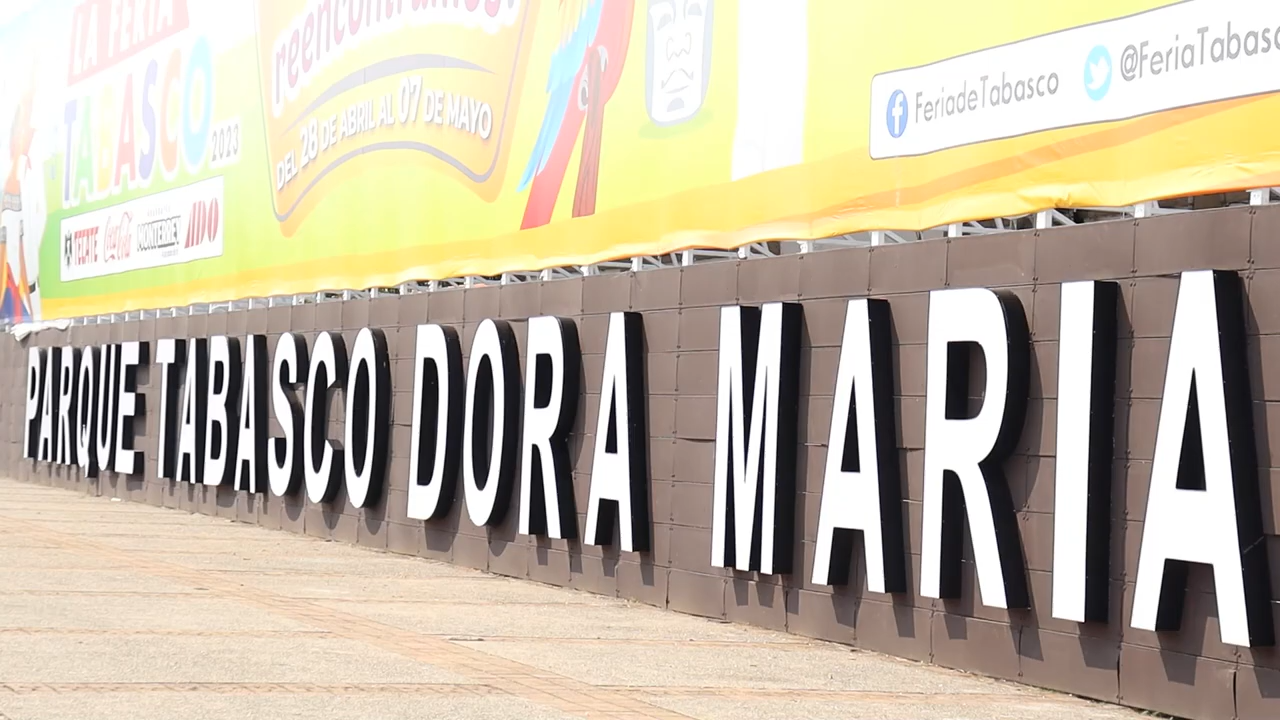 LA FERIA
TABASCO
2023
TECATE Coca-Cola MONTERREY ADO
reencontrarnos!
DEL 28 DE ABRIL AL 07 DE MAYO
FeriadeTabasco @FeriaTabasc
PARQUE TABASCO DORA MARIA